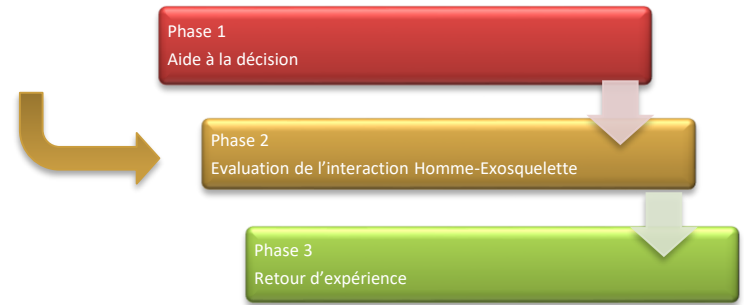 Phase 1
Aide à la décision
Phase 2
Evaluation de l’interaction Homme-Exosquelette
Phase 3
Retour d’expérience